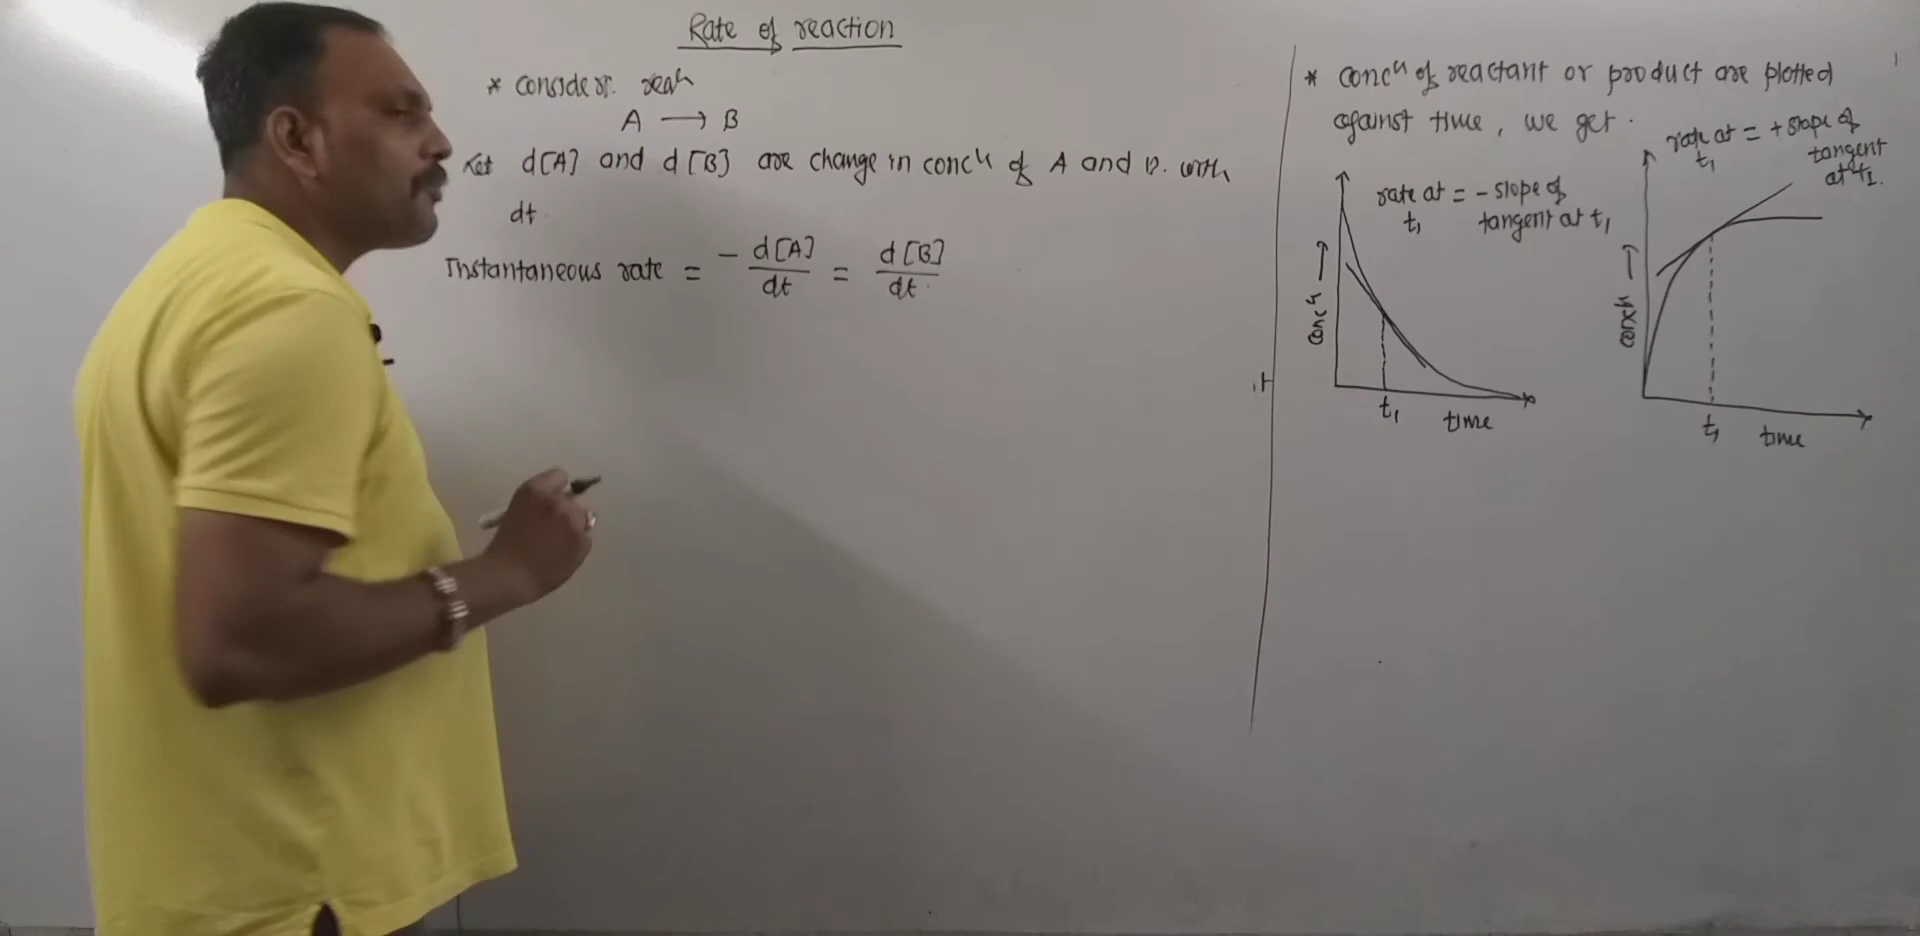 Rate of reaction
* consider. reaⁿ
A ⟶ B
Let d[A] and d[B] are change in concⁿ of A and B. with
dt.
Instantaneous rate = - d[A]/dt = d[B]/dt.
* concⁿ of reactant or product are plotted
against time, we get.
rate at t₁ = - slope of
tangent at t₁
concⁿ →
t₁
time
rate at t₁ = + slope of
tangent
at t₁.
concⁿ →
t₁
time